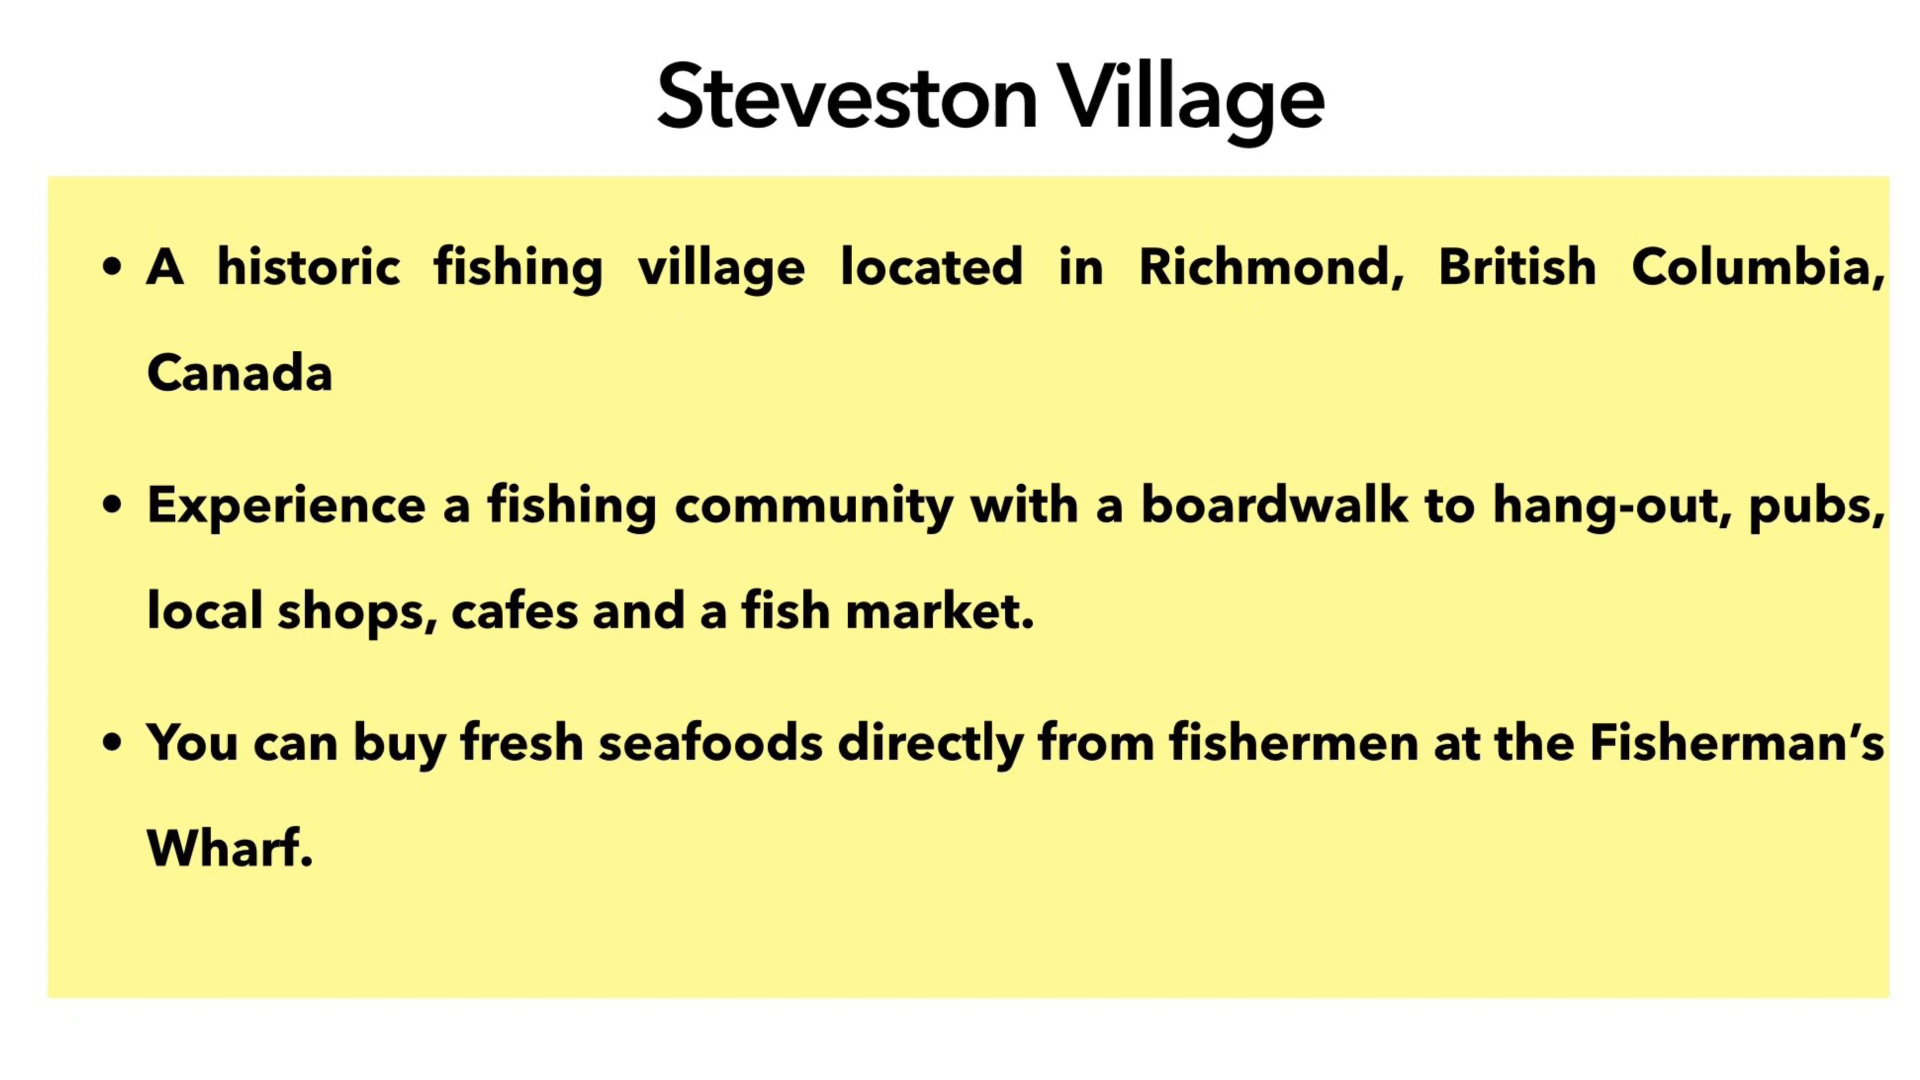 Steveston Village
• A historic fishing village located in Richmond, British Columbia,
Canada
• Experience a fishing community with a boardwalk to hang-out, pubs,
local shops, cafes and a fish market.
• You can buy fresh seafoods directly from fishermen at the Fisherman’s
Wharf.